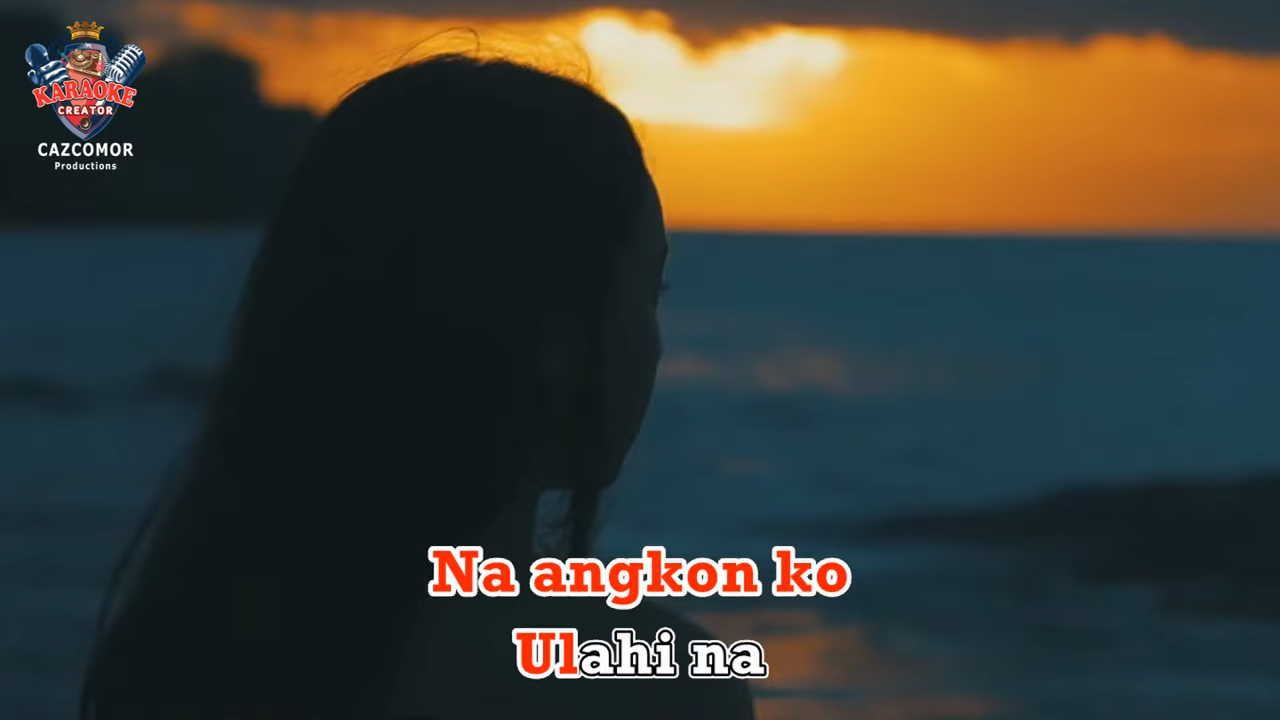 KARAOKE
CREATOR
CAZCOMOR
Productions
Na angkon ko
Ulahi na